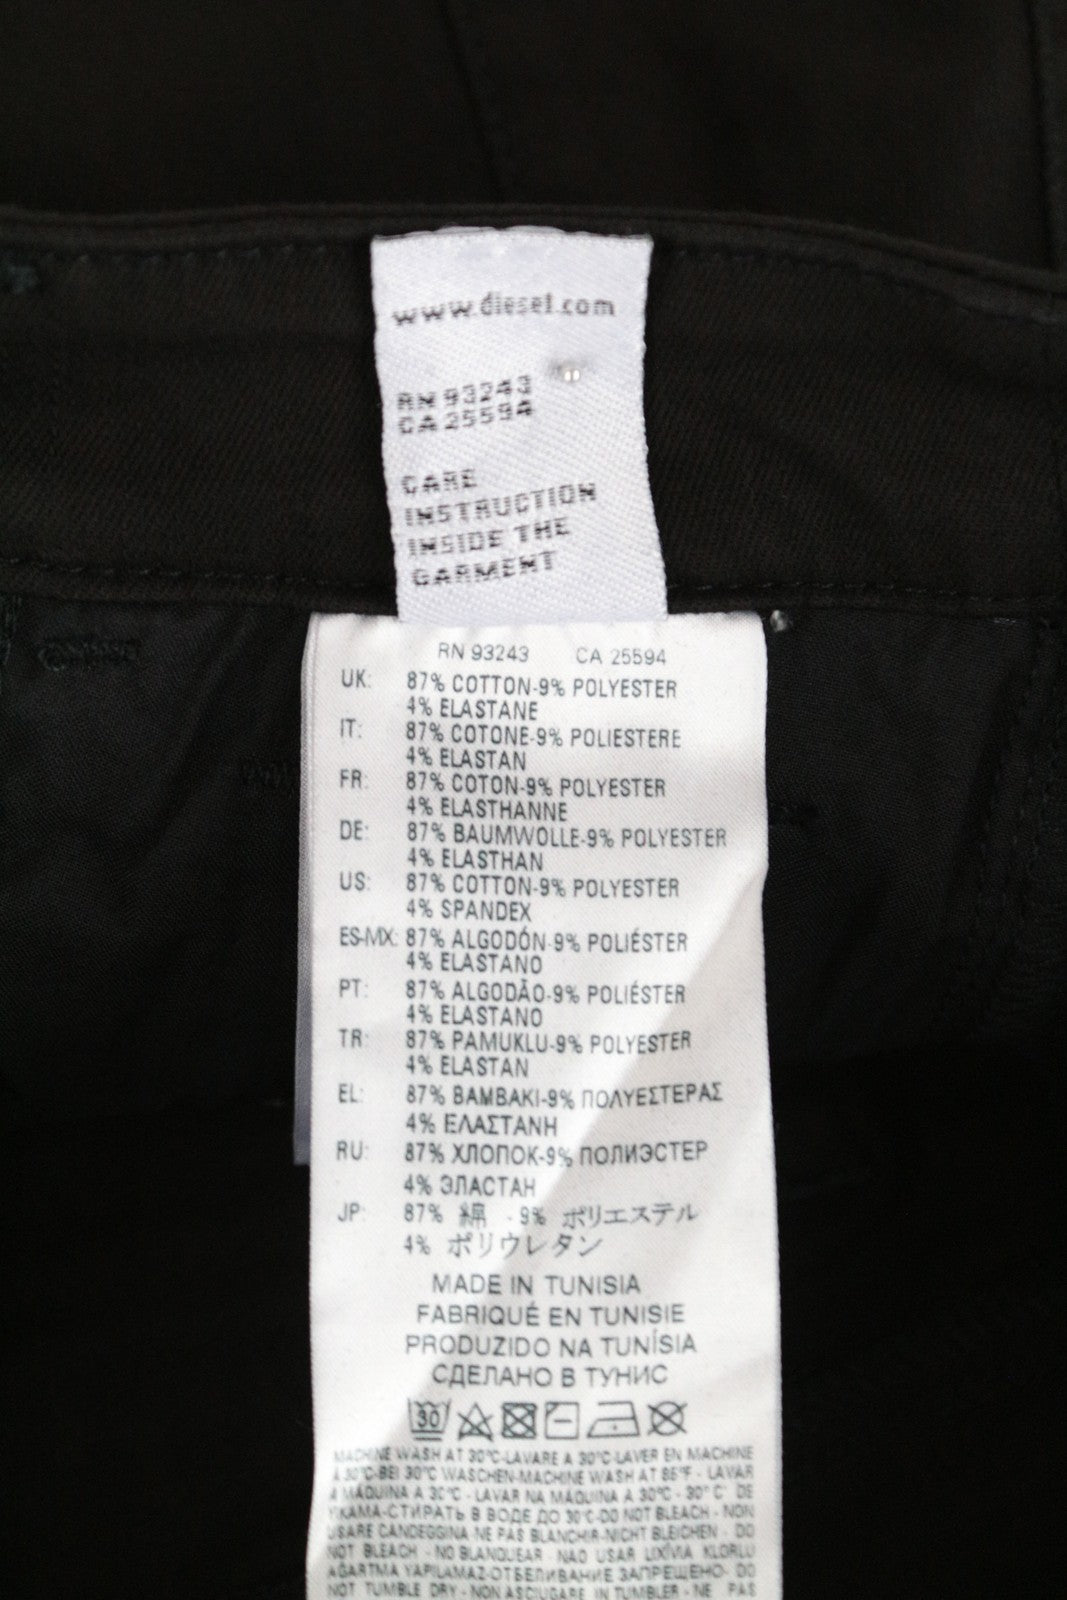 www.diesel.com
RN 93243
CA 25594
CARE
INSTRUCTION
INSIDE THE
GARMENT
RN 93243 CA 25594
UK: 87% COTTON-9% POLYESTER
4% ELASTANE
IT: 87% COTONE-9% POLIESTERE
4% ELASTAN
FR: 87% COTON-9% POLYESTER
4% ELASTHANNE
DE: 87% BAUMWOLLE-9% POLYESTER
4% ELASTHAN
US: 87% COTTON-9% POLYESTER
4% SPANDEX
ES-MX: 87% ALGODÓN-9% POLIÉSTER
4% ELASTANO
PT: 87% ALGODÃO-9% POLIÉSTER
4% ELASTANO
TR: 87% PAMUKLU-9% POLYESTER
4% ELASTAN
EL: 87% ΒΑΜΒΑΚΙ-9% ΠΟΛΥΕΣΤΕΡΑΣ
4% ΕΛΑΣΤΑΝΗ
RU: 87% ХЛОПОК-9% ПОЛИЭСТЕР
4% ЭЛАСТАН
JP: 87% 綿 -9% ポリエステル
4% ポリウレタン
MADE IN TUNISIA
FABRIQUÉ EN TUNISIE
PRODUZIDO NA TUNÍSIA
СДЕЛАНО В ТУНИС
30
MACHINE WASH AT 30°C-LAVARE A 30°C-LAVER EN MACHINE
A 30°C-BEI 30°C WASCHEN-MACHINE WASH AT 86°F - LAVAR
A MÁQUINA A 30°C - LAVAR NA MÁQUINA A 30°C - 30° C' DE
YIKAMA-СТИРАТЬ В ВОДЕ ДО 30°C-DO NOT BLEACH - NON
USARE CANDEGGINA-NE PAS BLANCHIR-NICHT BLEICHEN - DO
NOT BLEACH - NO BLANQUEAR - NAO USAR LIXÍVIA KLORLU
AĞARTMA YAPILAMAZ-ОТБЕЛИВАНИЕ ЗАПРЕЩЕНО- DO
NOT TUMBLE DRY - NON ASCIUGARE IN TUMBLER - NE PAS